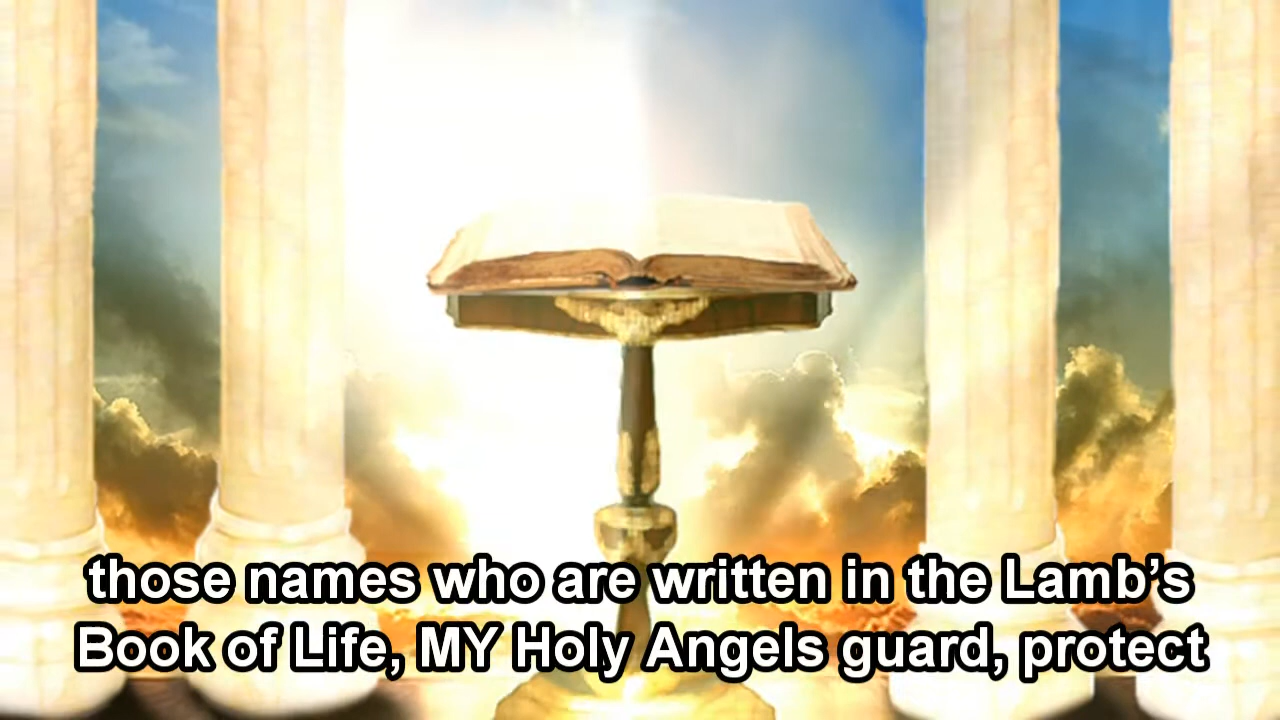 those names who are written in the Lamb’s
Book of Life, MY Holy Angels guard, protect